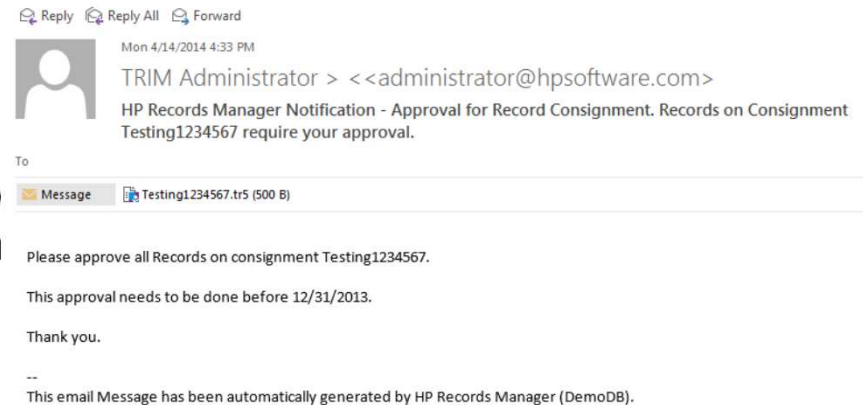 Reply Reply All Forward
Mon 4/14/2014 4:33 PM
TRIM Administrator > <<administrator@hpsoftware.com>
HP Records Manager Notification - Approval for Record Consignment. Records on Consignment
Testing1234567 require your approval.
To
Message Testing1234567.tr5 (500 B)
Please approve all Records on consignment Testing1234567.
This approval needs to be done before 12/31/2013.
Thank you.
--
This email Message has been automatically generated by HP Records Manager (DemoDB).